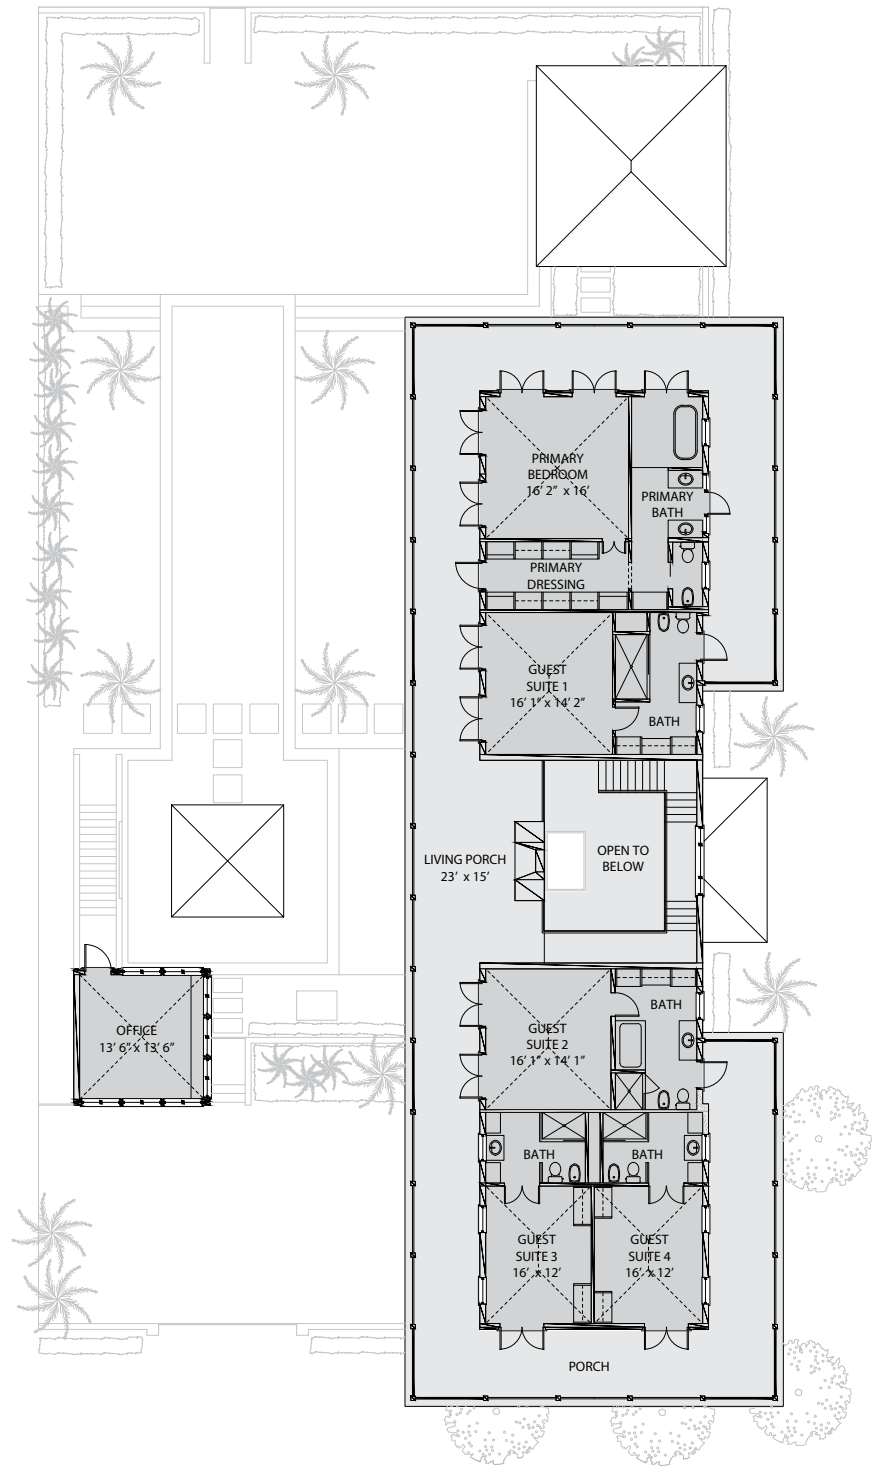 PRIMARY
BEDROOM
16’ 2” x 16’
PRIMARY
BATH
PRIMARY
DRESSING
GUEST
SUITE 1
16’ 1” x 14’ 2”
BATH
LIVING PORCH
23’ x 15’
OPEN TO
BELOW
OFFICE
13’ 6” x 13’ 6”
GUEST
SUITE 2
16’ 1” x 14’ 1”
BATH
BATH
BATH
GUEST
SUITE 3
16’ x 12’
GUEST
SUITE 4
16’ x 12’
PORCH